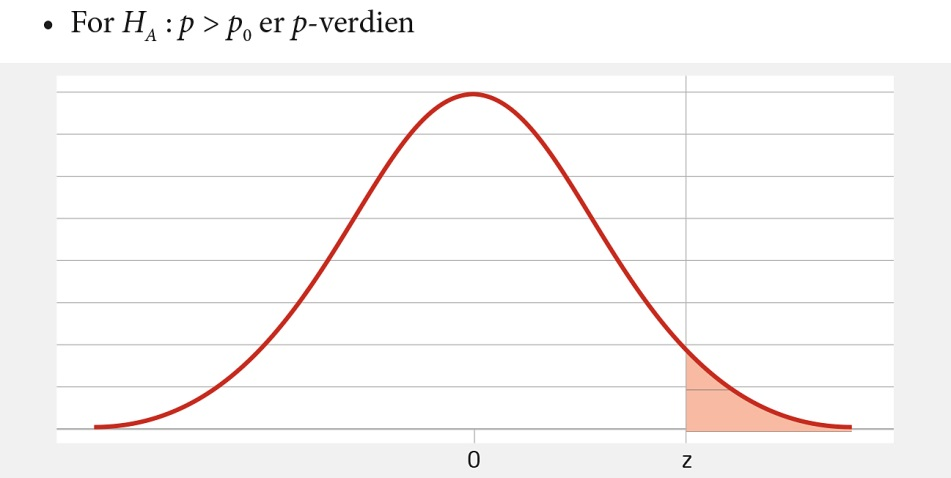 • For H_A : p > p_0 er p-verdien
0 z